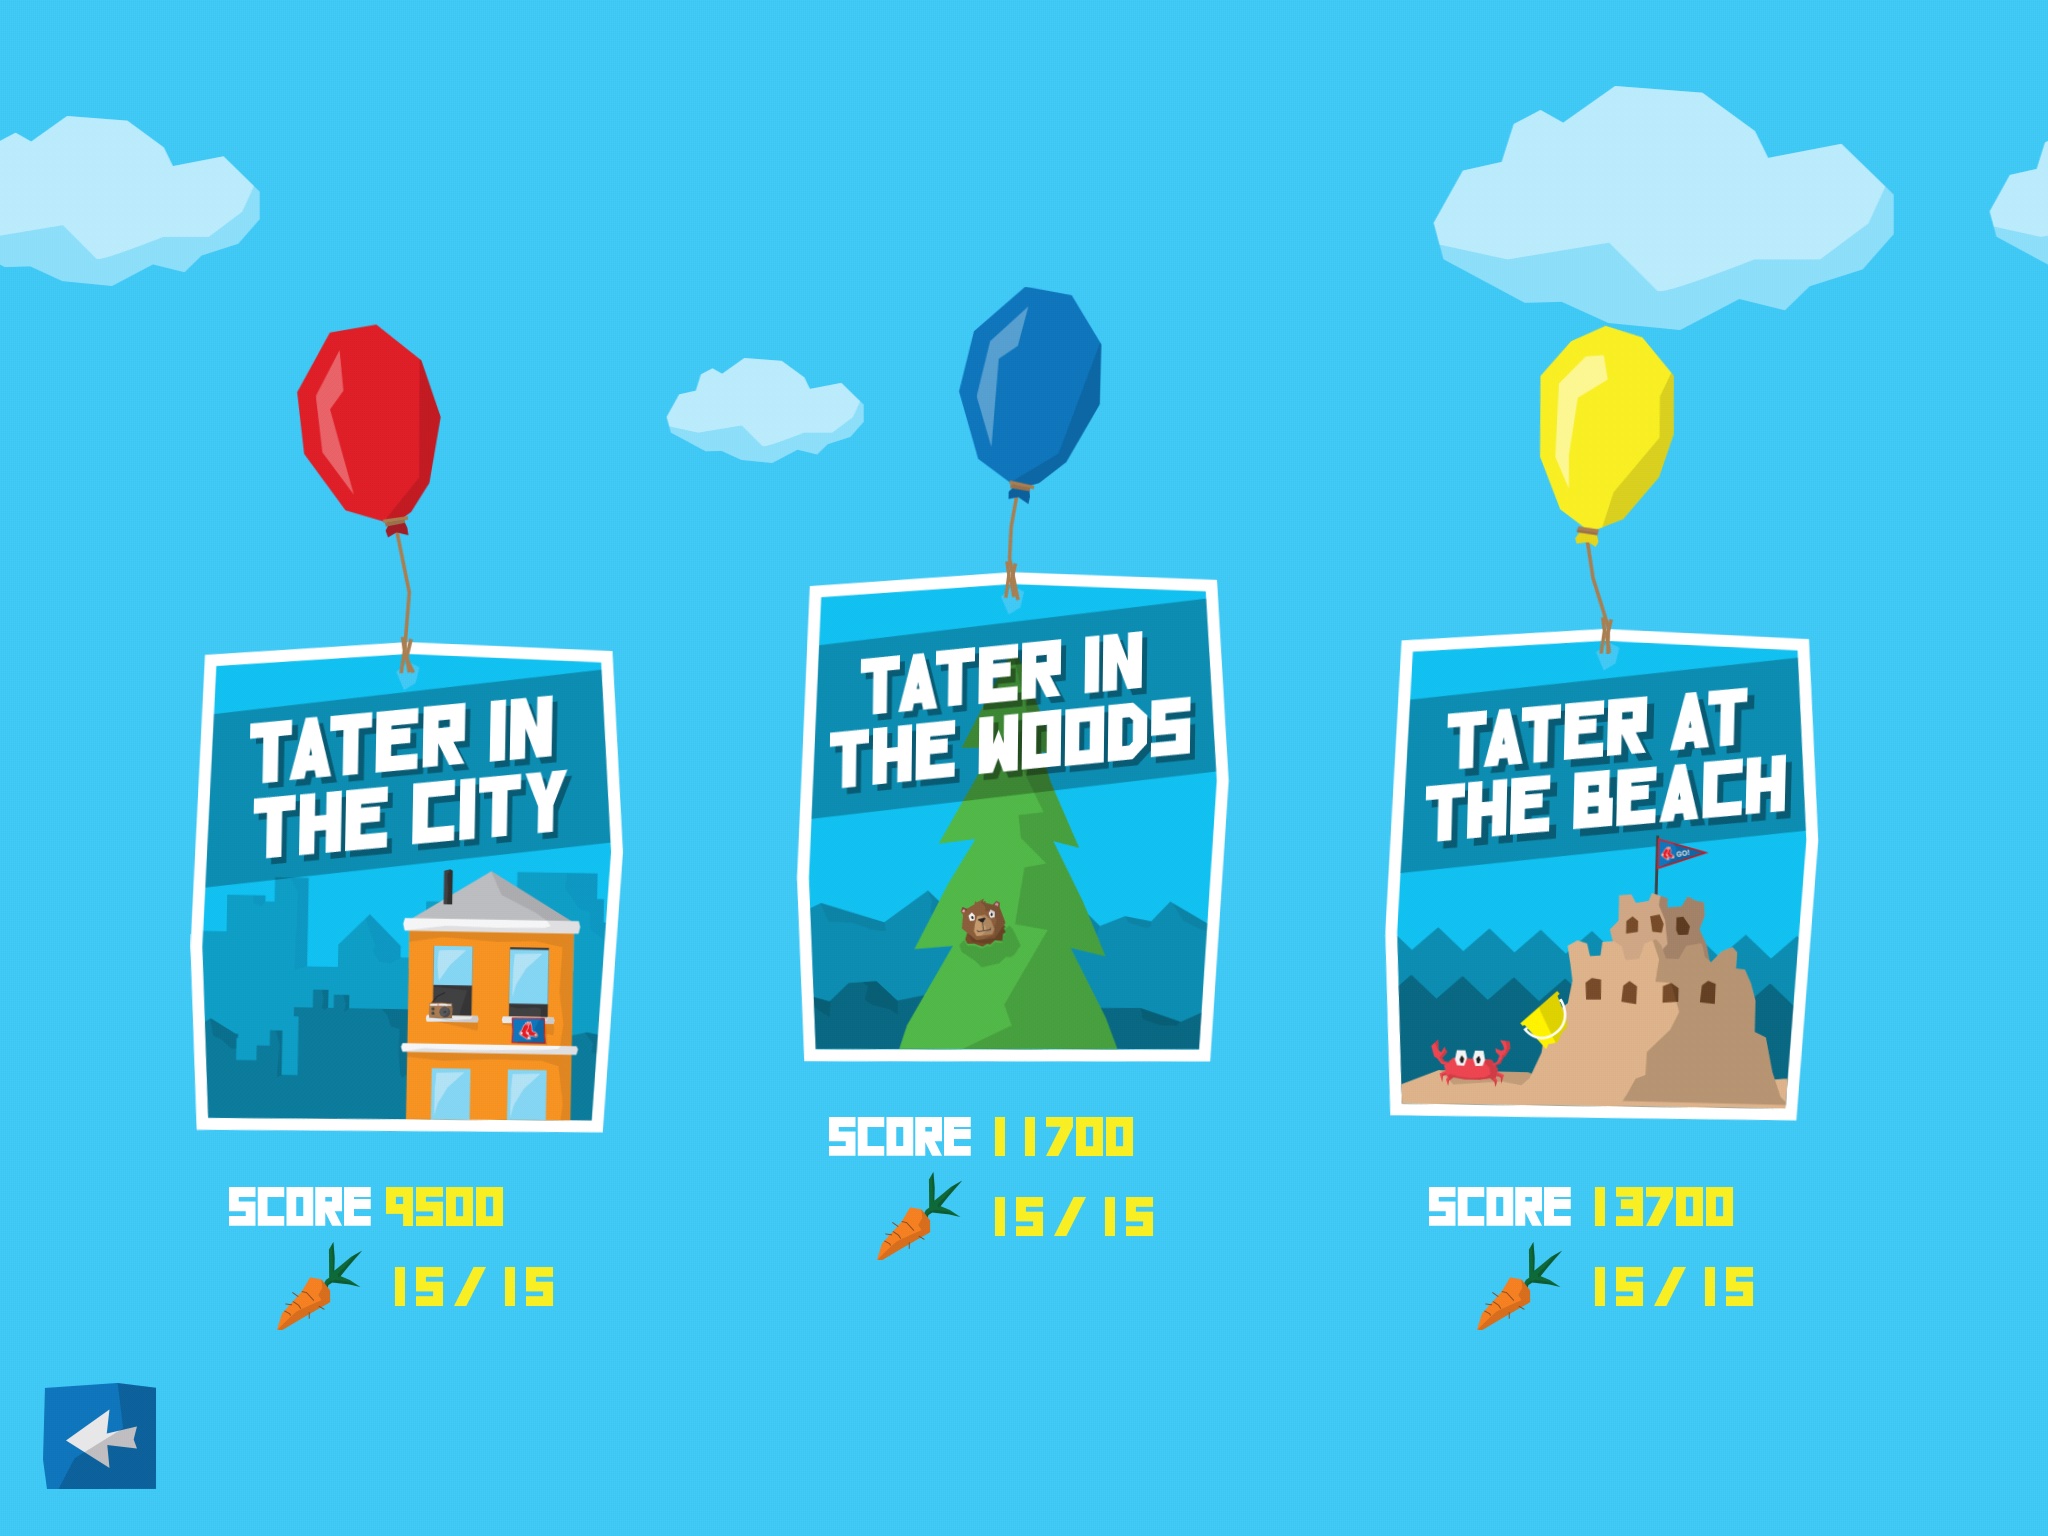 TATER IN
THE CITY
SCORE 9500
15/15
TATER IN
THE WOODS
SCORE 11700
15/15
TATER AT
THE BEACH
GO!
SCORE 13700
15/15